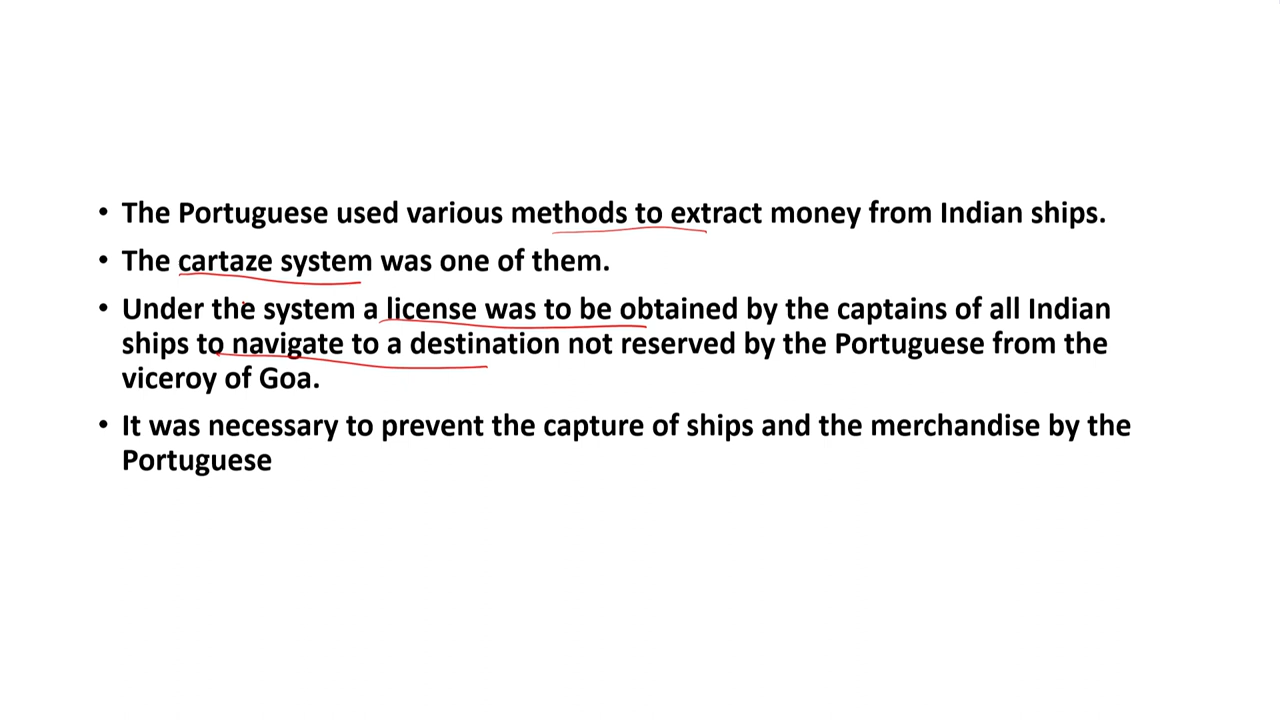 • The Portuguese used various methods to extract money from Indian ships.
• The cartaze system was one of them.
• Under the system a license was to be obtained by the captains of all Indian
ships to navigate to a destination not reserved by the Portuguese from the
viceroy of Goa.
• It was necessary to prevent the capture of ships and the merchandise by the
Portuguese